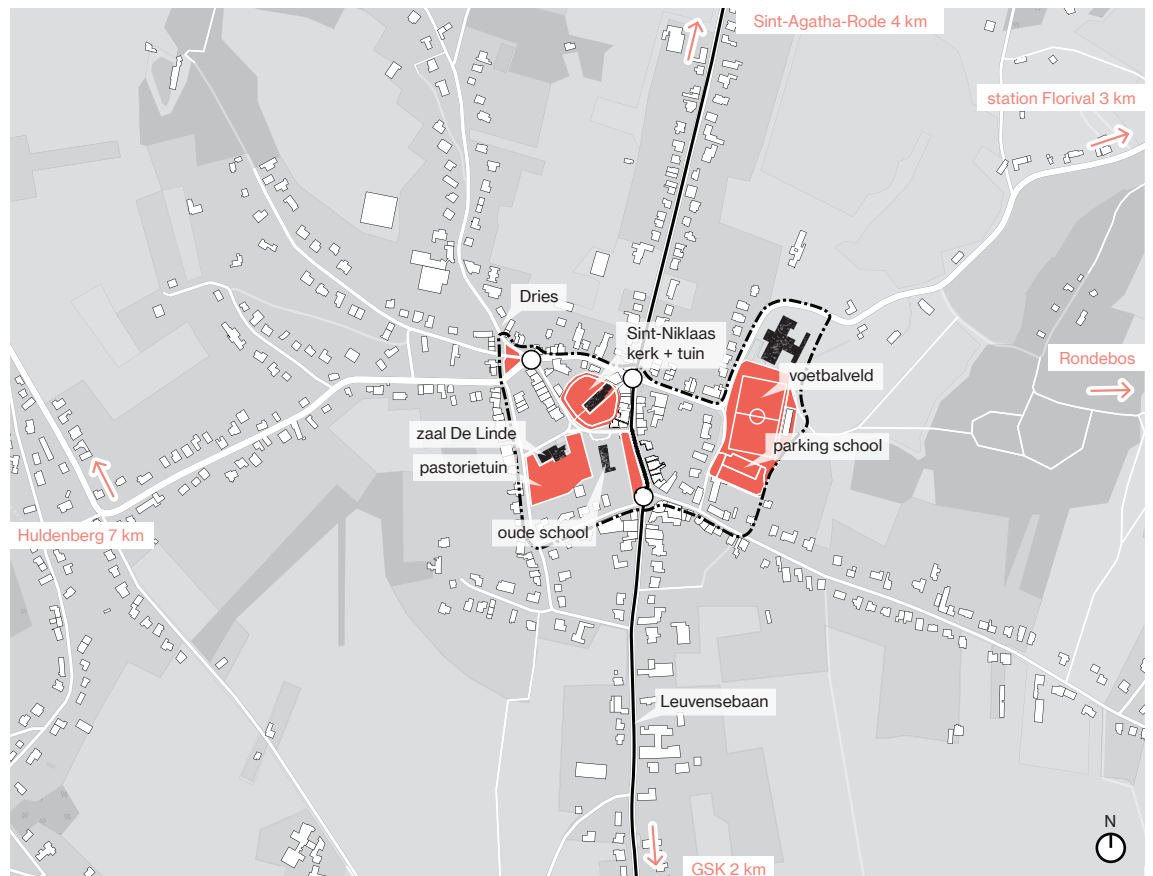 Sint-Agatha-Rode 4 km
station Florival 3 km
Dries
Sint-Niklaas
kerk + tuin
Rondebos
voetbalveld
zaal De Linde
parking school
pastorietuin
Huldenberg 7 km
oude school
Leuvensebaan
N
GSK 2 km